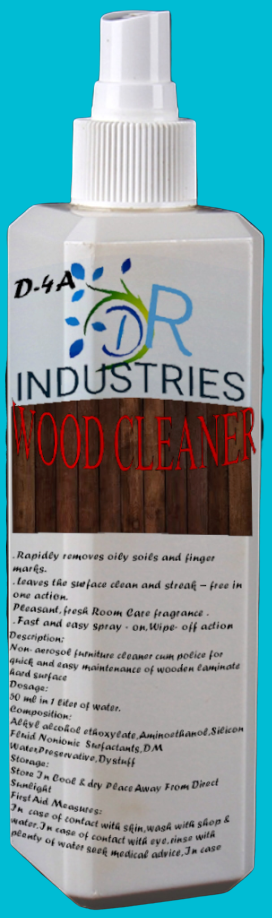 D-4A
DR
INDUSTRIES
WOOD CLEANER
.Rapidly removes oily soils and finger
marks.
.leaves the surface clean and streak – free in
one action.
Pleasant, fresh Room Care fragrance .
.Fast and easy spray - on,Wipe- off action
Description:
Non- aerosol furniture cleaner cum police for
quick and easy maintenance of wooden laminate
hard surface
Dosage:
50 ml in 1 liter of water.
Composition:
Alkyl alcohol ethoxylate,Aminoethanol,Silicon
Fluid Nonionic Surfactants,DM
Water,Preservative,Dystuff
Storage:
Store In Cool & dry Place Away From Direct
Sunlight
First Aid Measures:
In case of contact with skin,wash with shop &
water.In case of contact with eye,rinse with
plenty of water seek medical advice,In case